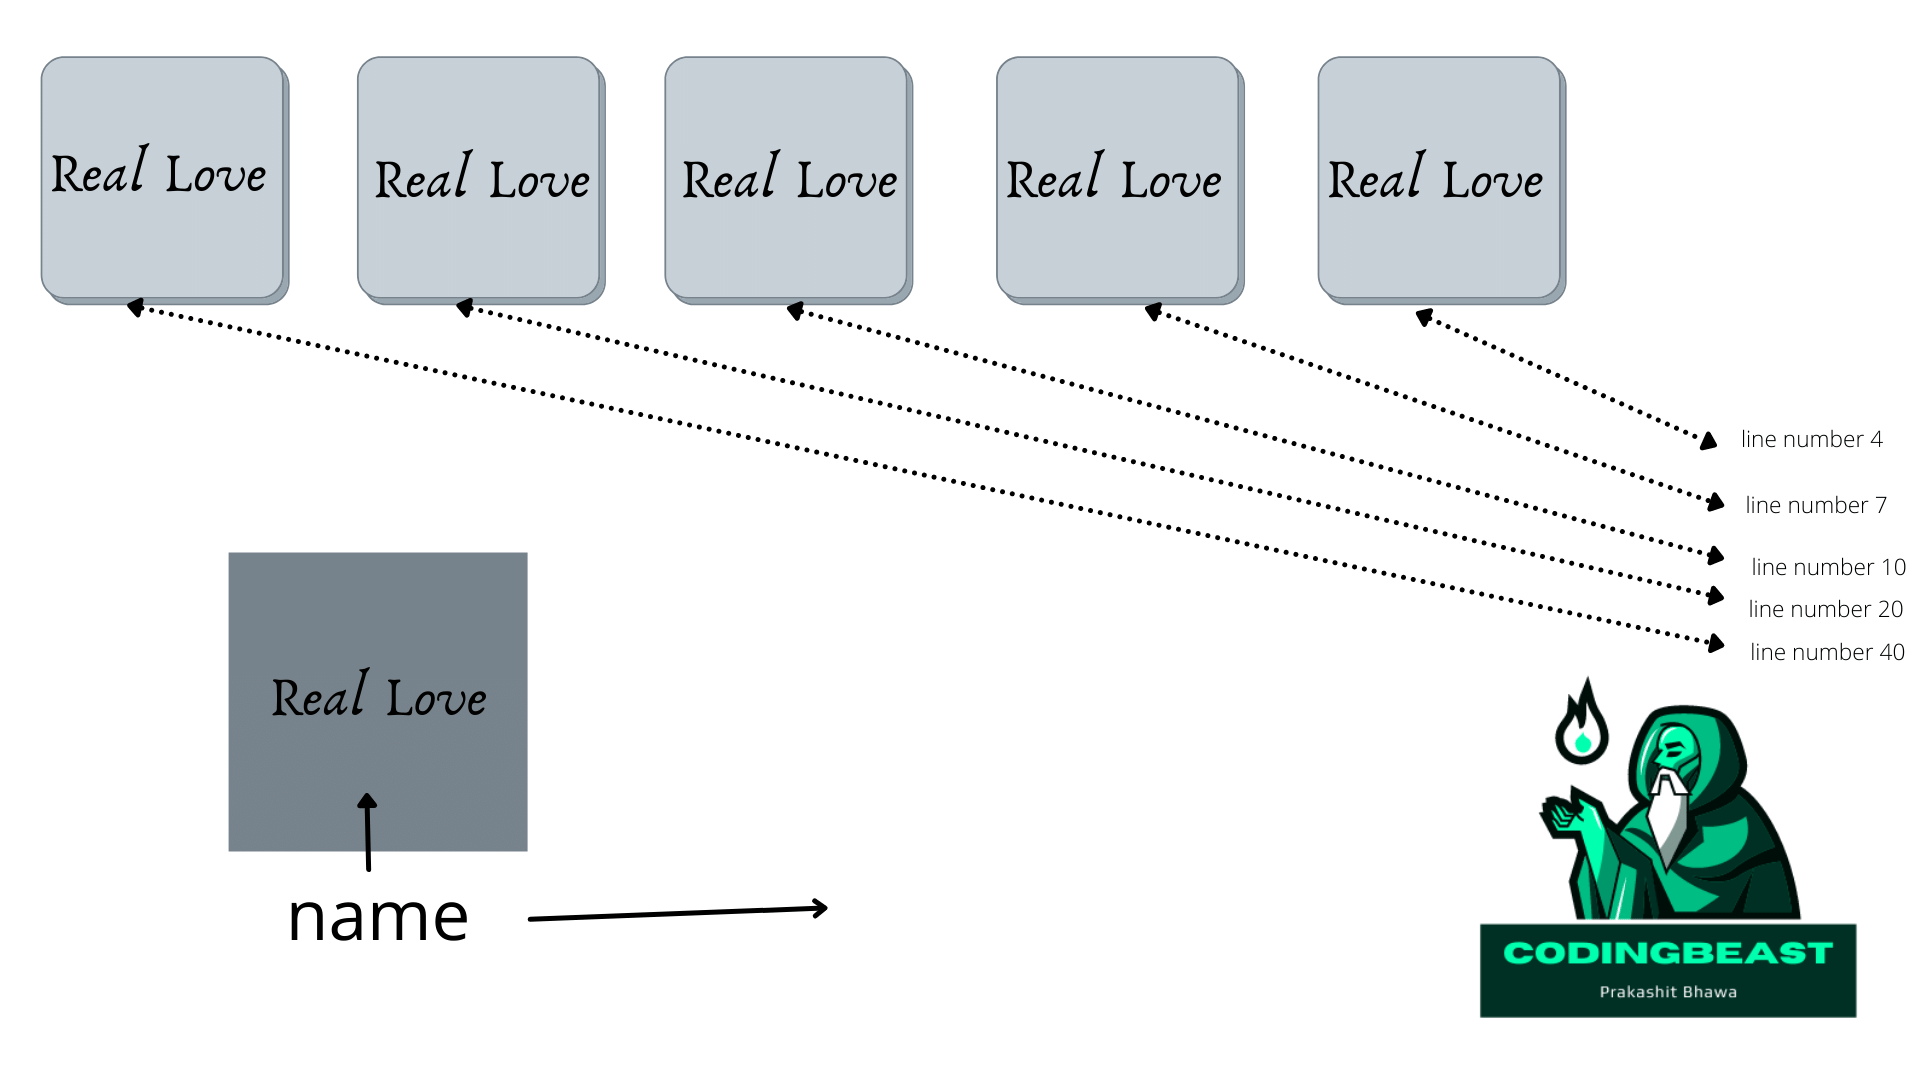 Real Love
Real Love
Real Love
Real Love
Real Love
line number 4
line number 7
line number 10
line number 20
line number 40
Real Love
name
CODINGBEAST
Prakashit Bhawa